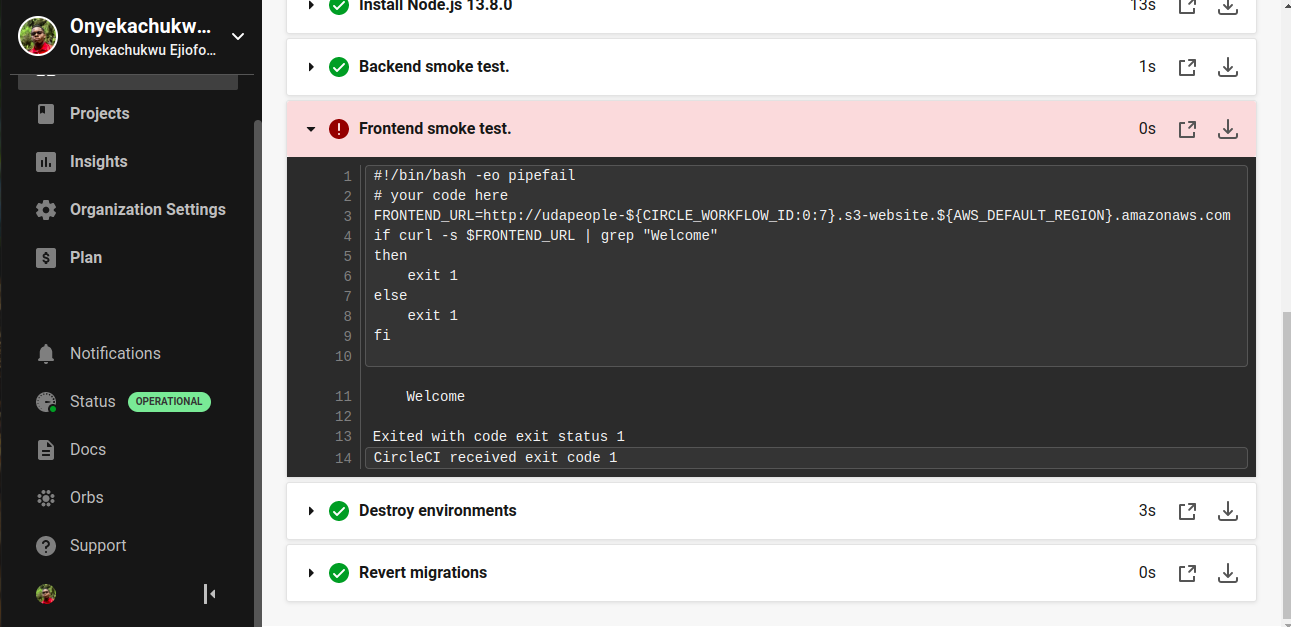 Onyekachukw...
Onyekachukwu Ejiofo...
Projects
Insights
Organization Settings
Plan
Notifications
Status OPERATIONAL
Docs
Orbs
Support
Install Node.js 13.8.0 13s
Backend smoke test. 1s
Frontend smoke test. 0s
1 #!/bin/bash -eo pipefail
2 # your code here
3 FRONTEND_URL=http://udapeople-${CIRCLE_WORKFLOW_ID:0:7}.s3-website.${AWS_DEFAULT_REGION}.amazonaws.com
4 if curl -s $FRONTEND_URL | grep "Welcome"
5 then
6     exit 1
7 else
8     exit 1
9 fi
10
11     Welcome
12
13 Exited with code exit status 1
14 CircleCI received exit code 1
Destroy environments 3s
Revert migrations 0s